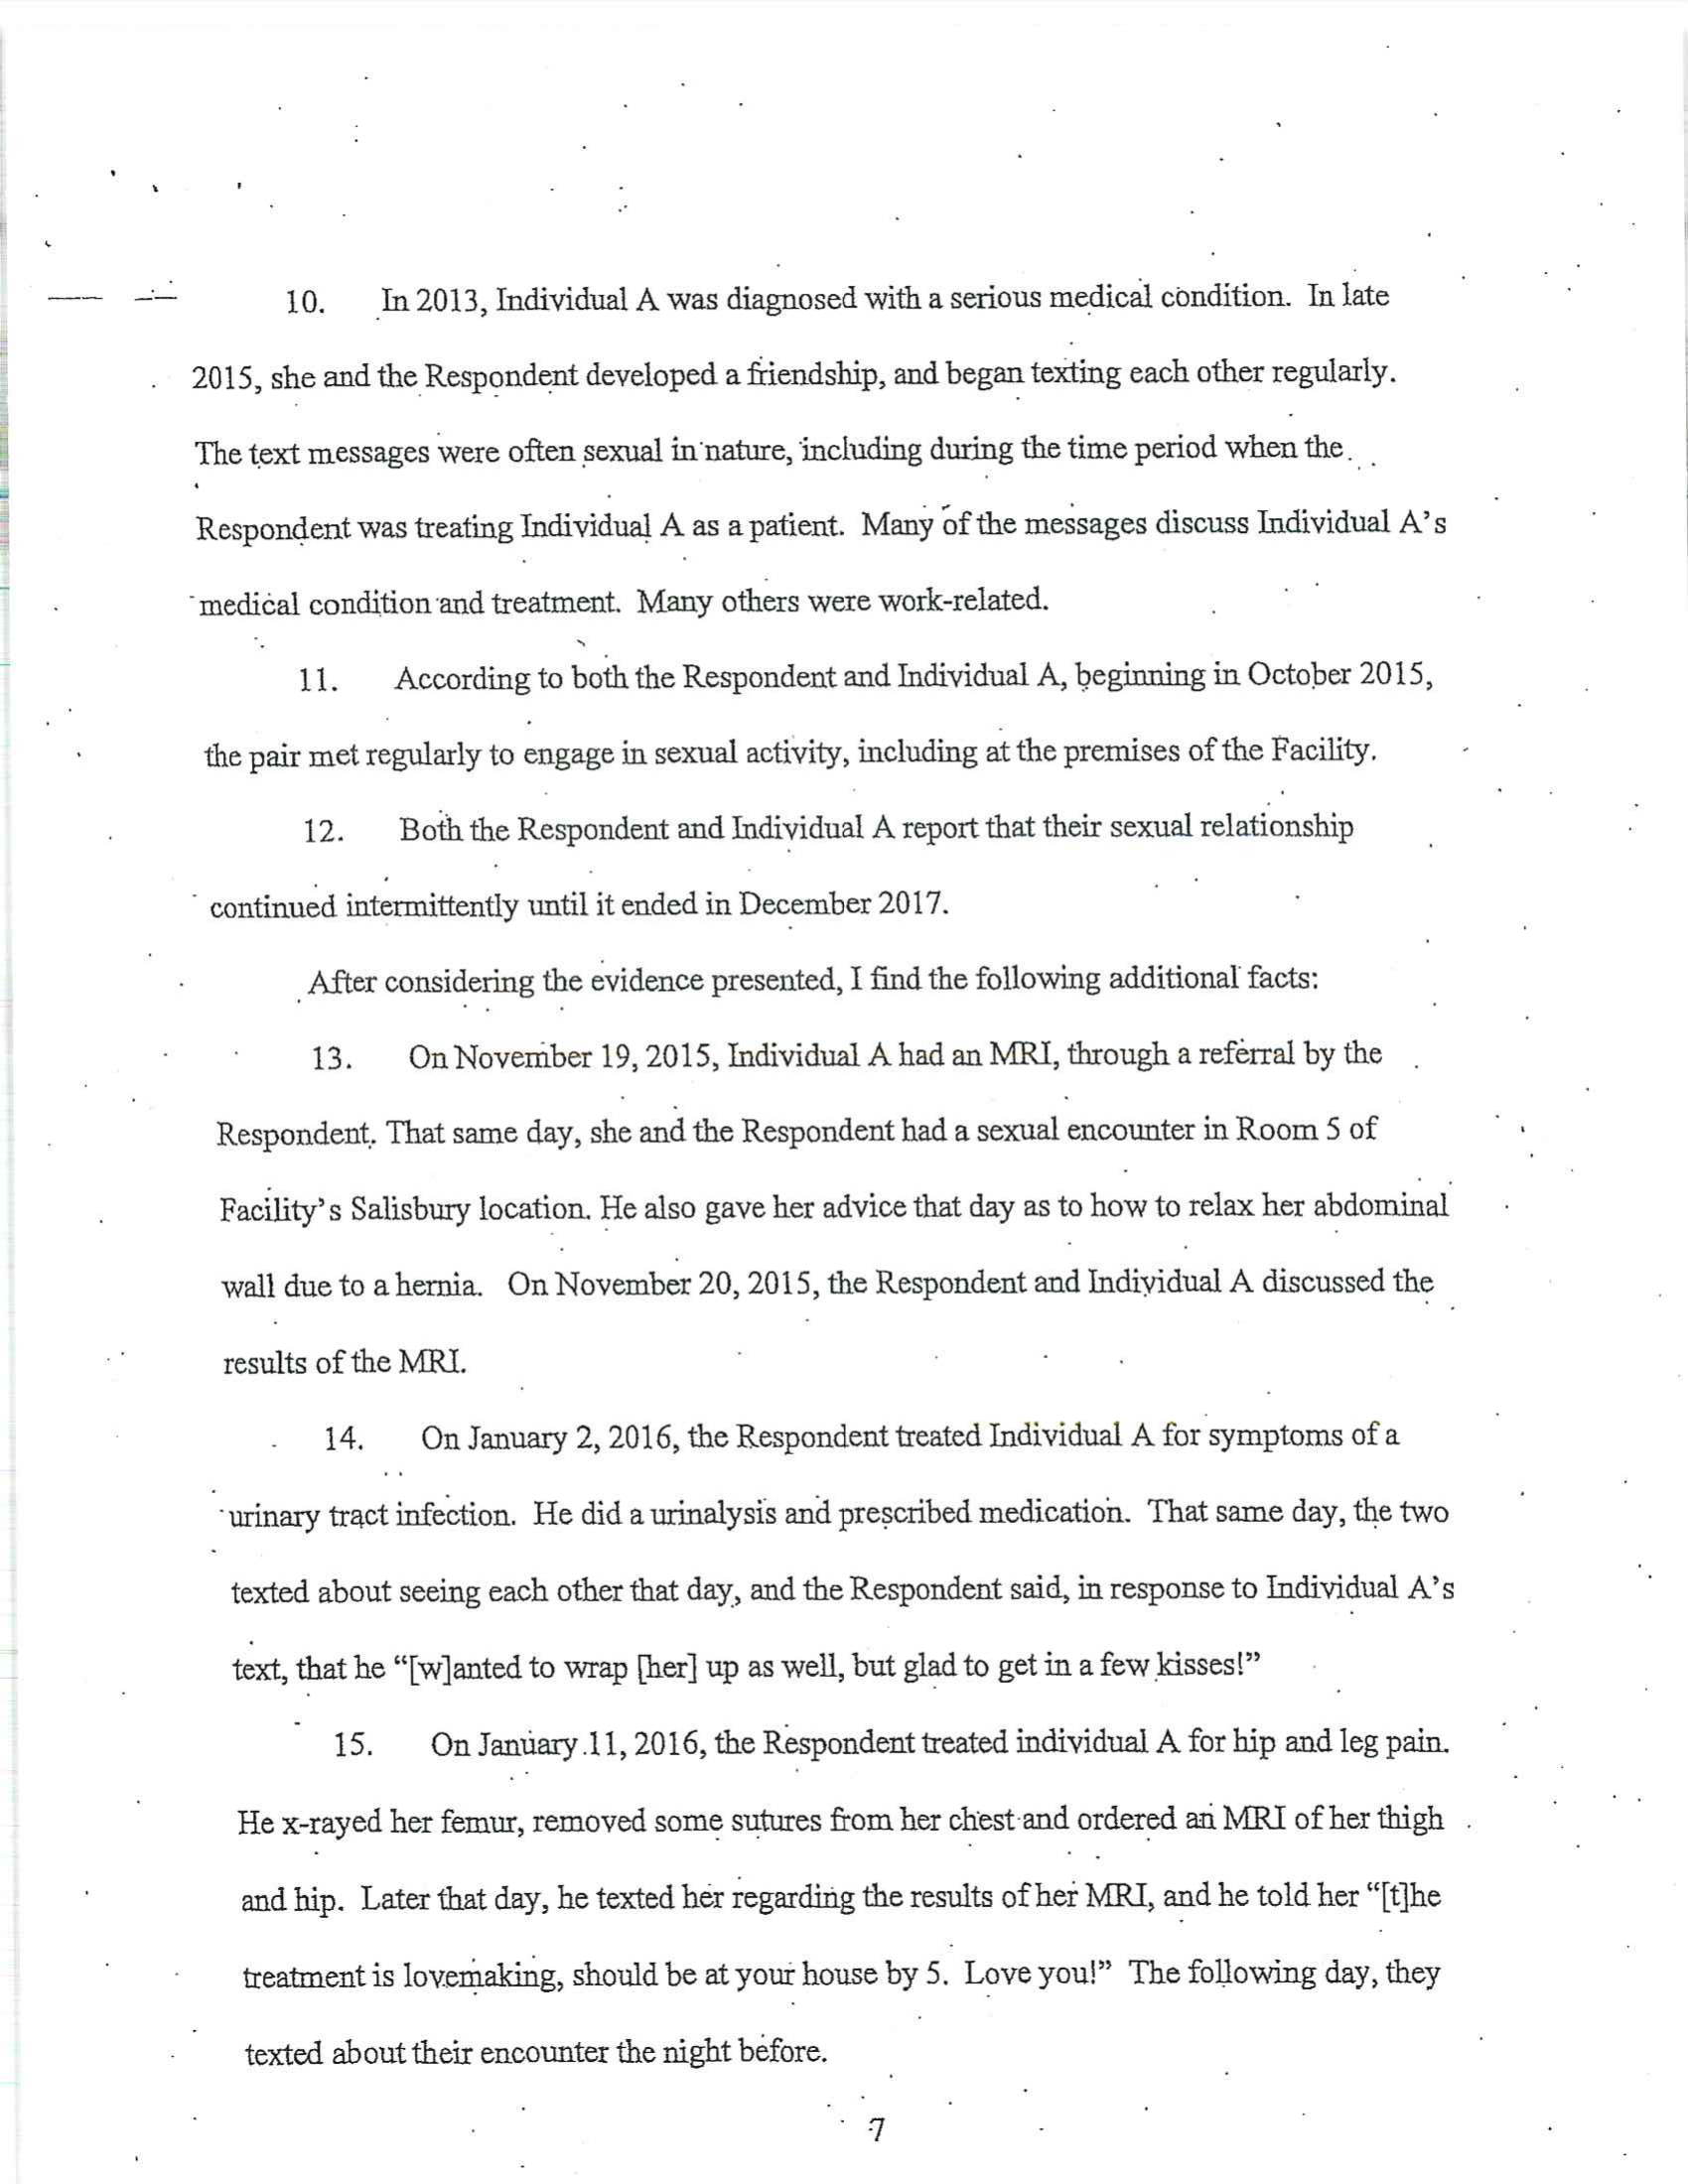 10. In 2013, Individual A was diagnosed with a serious medical condition. In late
2015, she and the Respondent developed a friendship, and began texting each other regularly.
The text messages were often sexual in nature, including during the time period when the
Respondent was treating Individual A as a patient. Many of the messages discuss Individual A's
medical condition and treatment. Many others were work-related.
11. According to both the Respondent and Individual A, beginning in October 2015,
the pair met regularly to engage in sexual activity, including at the premises of the Facility.
12. Both the Respondent and Individual A report that their sexual relationship
continued intermittently until it ended in December 2017.
After considering the evidence presented, I find the following additional facts:
13. On November 19, 2015, Individual A had an MRI, through a referral by the
Respondent. That same day, she and the Respondent had a sexual encounter in Room 5 of
Facility's Salisbury location. He also gave her advice that day as to how to relax her abdominal
wall due to a hernia. On November 20, 2015, the Respondent and Individual A discussed the
results of the MRI.
14. On January 2, 2016, the Respondent treated Individual A for symptoms of a
urinary tract infection. He did a urinalysis and prescribed medication. That same day, the two
texted about seeing each other that day, and the Respondent said, in response to Individual A's
text, that he "[w]anted to wrap [her] up as well, but glad to get in a few kisses!"
15. On January 11, 2016, the Respondent treated individual A for hip and leg pain.
He x-rayed her femur, removed some sutures from her chest and ordered an MRI of her thigh
and hip. Later that day, he texted her regarding the results of her MRI, and he told her "[t]he
treatment is lovemaking, should be at your house by 5. Love you!" The following day, they
texted about their encounter the night before.
7